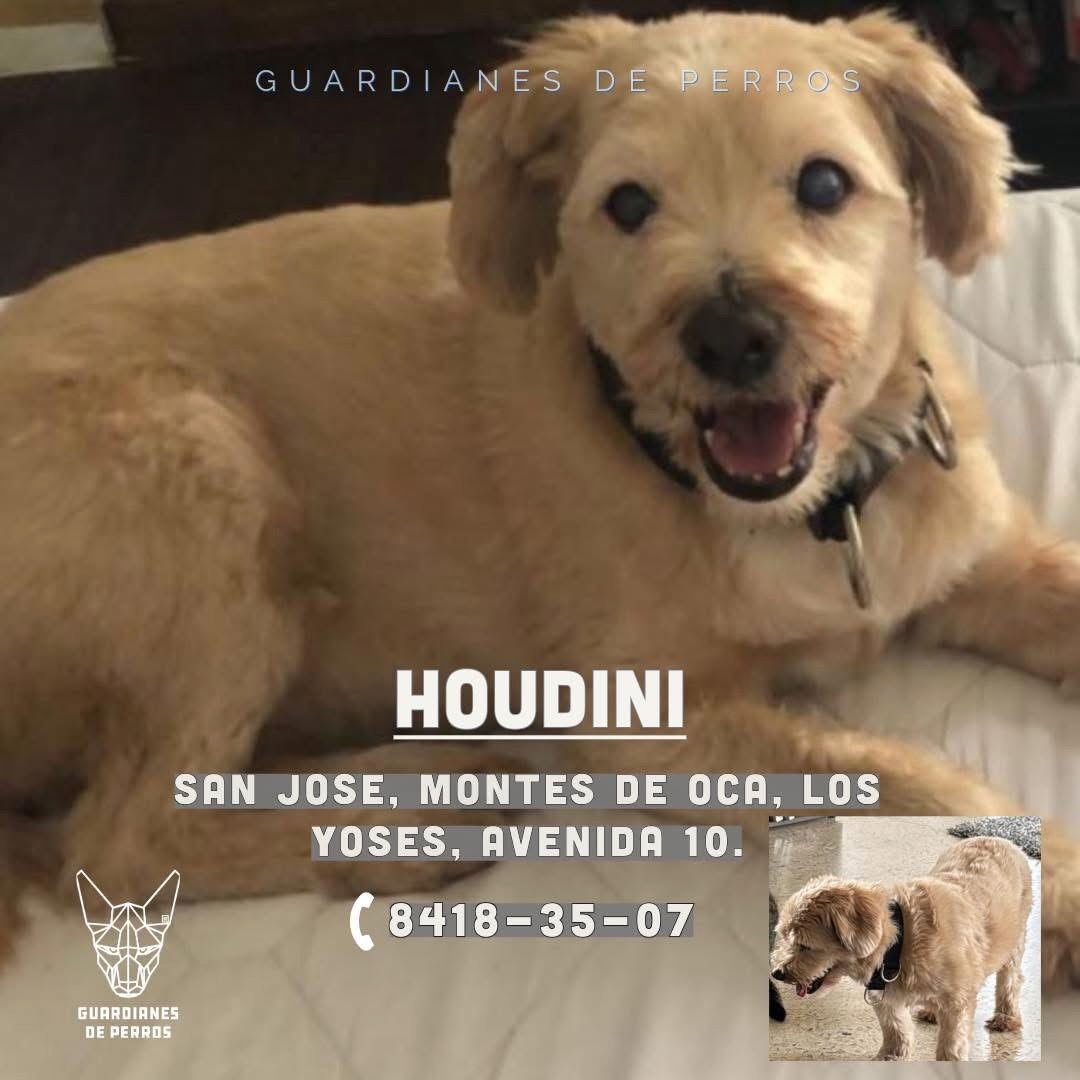 GUARDIANES DE PERROS
HOUDINI
SAN JOSE, MONTES DE OCA, LOS
YOSES, AVENIDA 10.
8418-35-07
GUARDIANES
DE PERROS